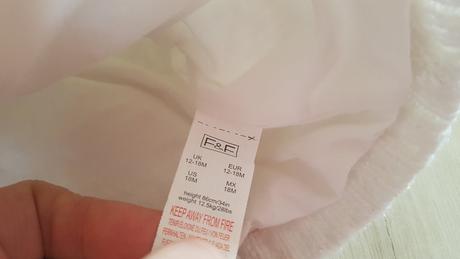 F&F
UK EUR
12-18M 12-18M
US MX
18M 18M
height 86cm/34in
weight 12.5kg/28lbs
KEEP AWAY FROM FIRE